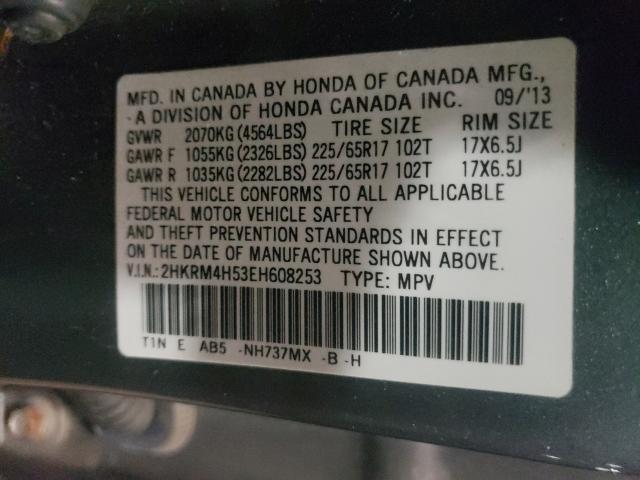 MFD. IN CANADA BY HONDA OF CANADA MFG.,
- A DIVISION OF HONDA CANADA INC. 09/'13
GVWR 2070KG (4564LBS) TIRE SIZE RIM SIZE
GAWR F 1055KG (2326LBS) 225/65R17 102T 17X6.5J
GAWR R 1035KG (2282LBS) 225/65R17 102T 17X6.5J
THIS VEHICLE CONFORMS TO ALL APPLICABLE
FEDERAL MOTOR VEHICLE SAFETY
AND THEFT PREVENTION STANDARDS IN EFFECT
ON THE DATE OF MANUFACTURE SHOWN ABOVE.
V.I.N.: 2HKRM4H53EH608253 TYPE: MPV
T1N E AB5 -NH737MX -B -H